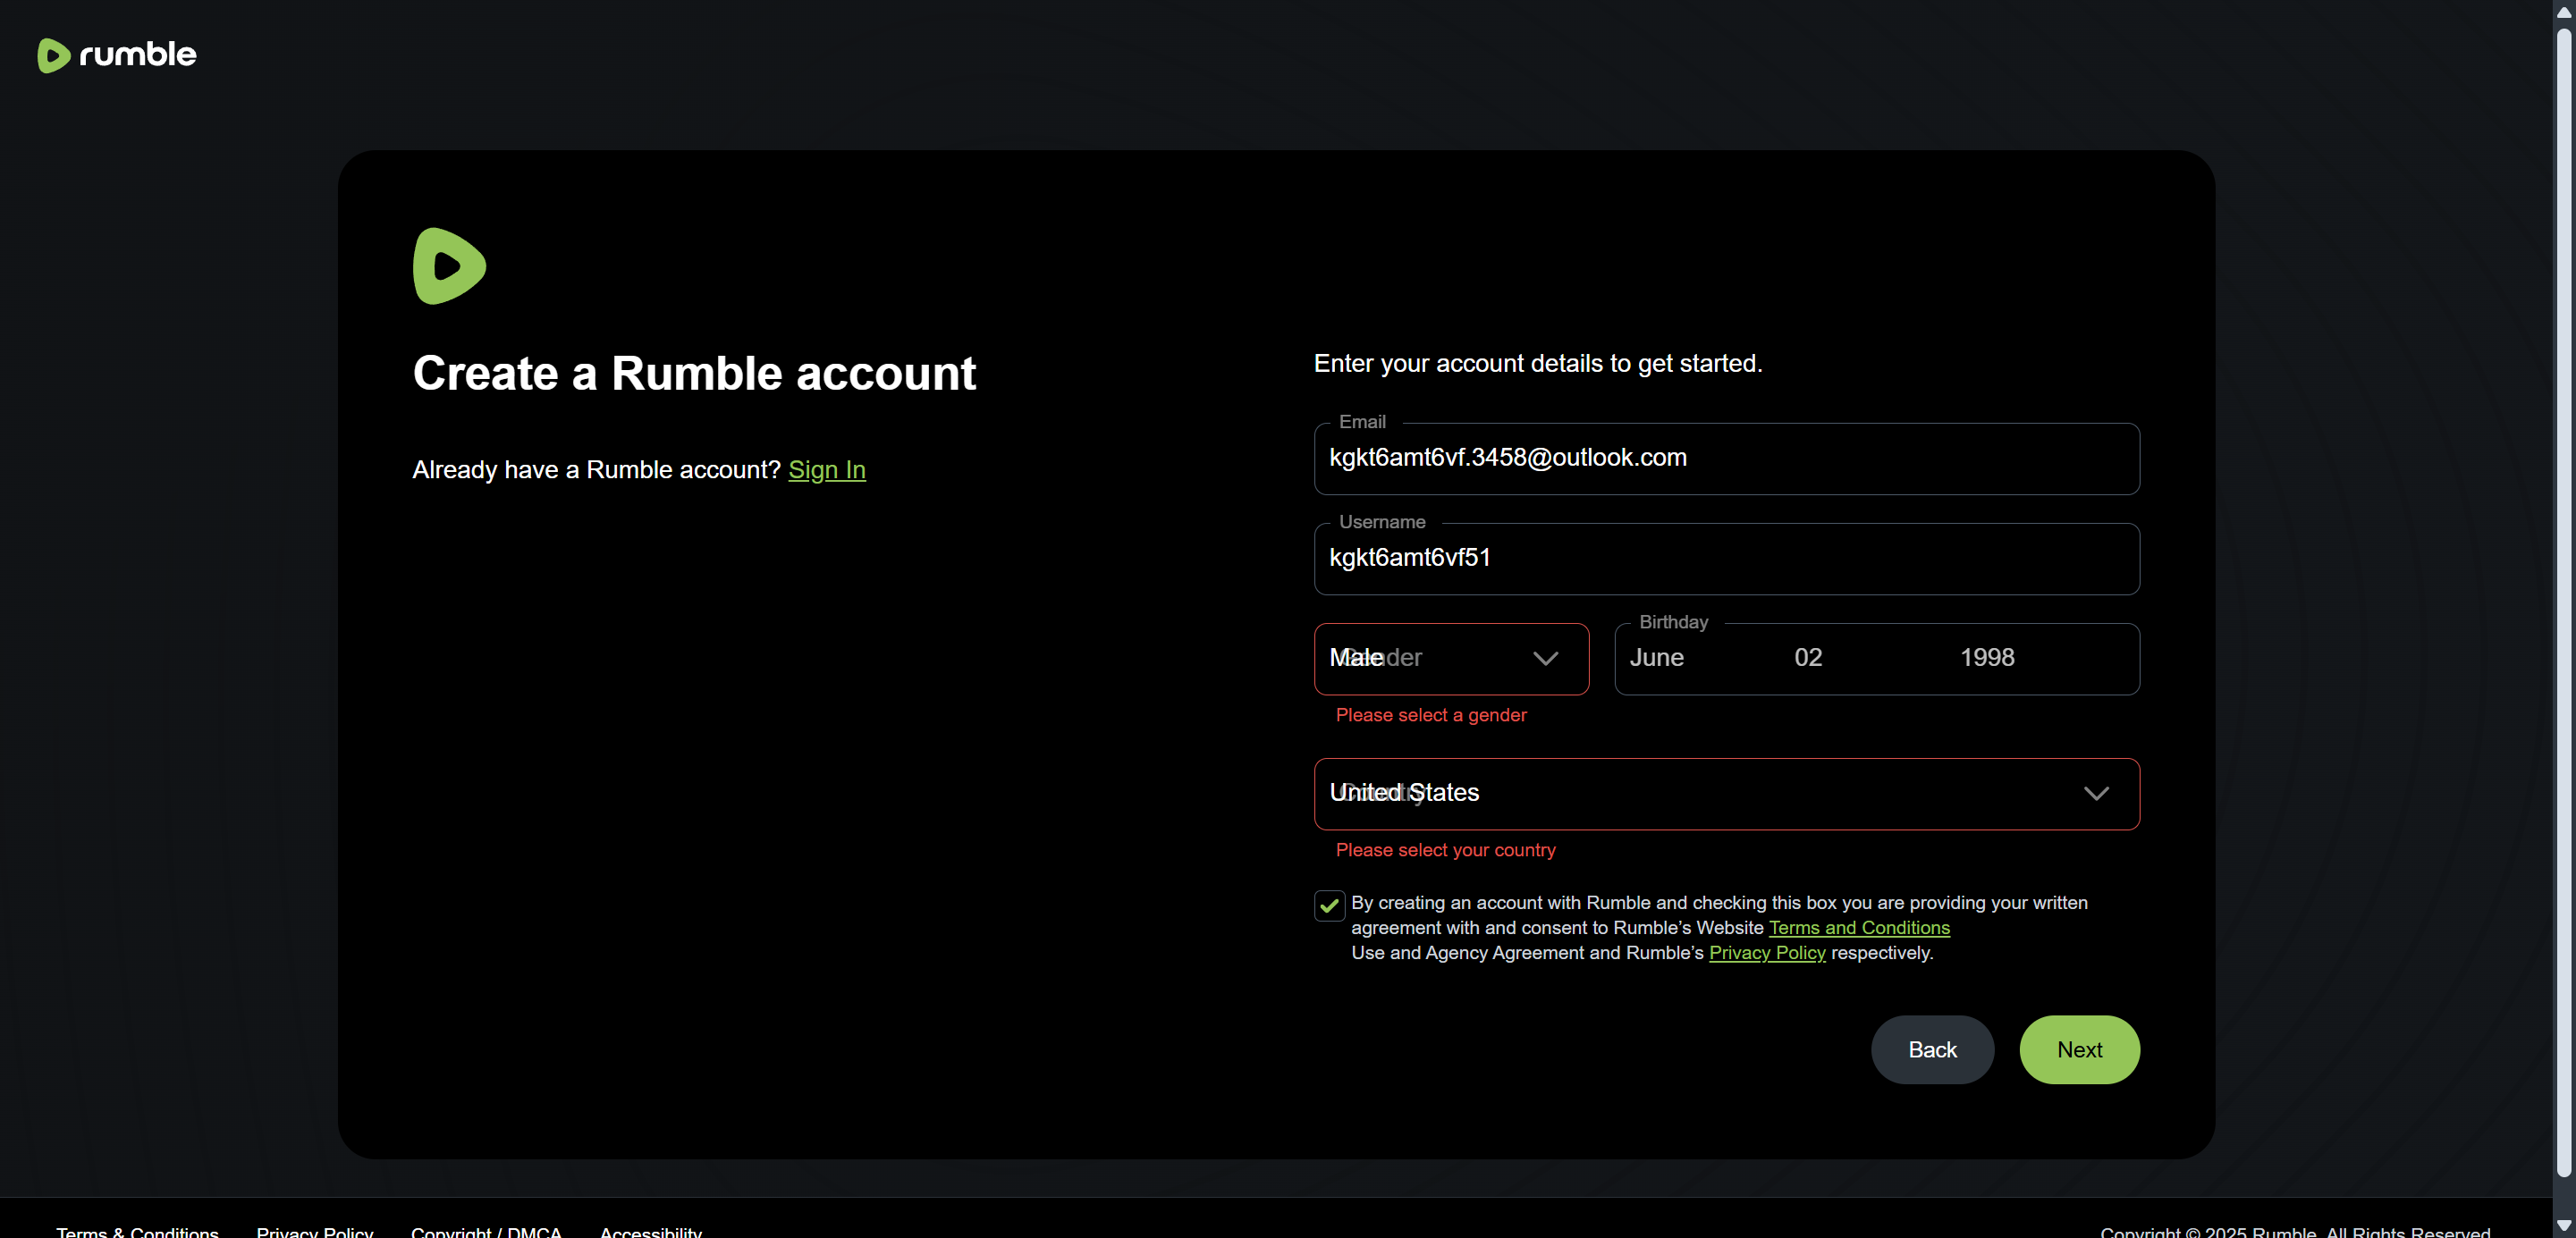 rumble
Create a Rumble account
Already have a Rumble account? Sign In
Enter your account details to get started.
Email
kgkt6amt6vf.3458@outlook.com
Username
kgkt6amt6vf51
Gender
Male
Birthday
June 02 1998
Please select a gender
Country
United States
Please select your country
By creating an account with Rumble and checking this box you are providing your written
agreement with and consent to Rumble's Website Terms and Conditions
Use and Agency Agreement and Rumble's Privacy Policy respectively.
Back Next
Terms & Conditions Privacy Policy Copyright / DMCA Accessibility
Copyright © 2025 Rumble. All Rights Reserved.